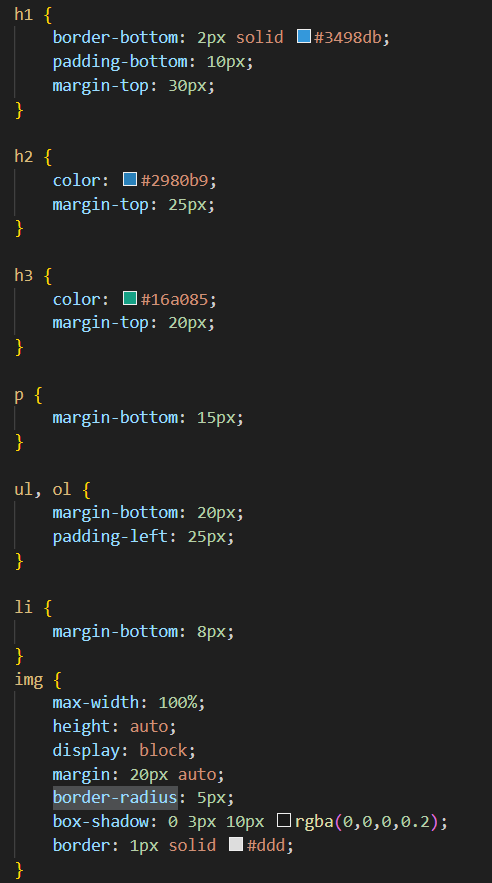 h1 {
    border-bottom: 2px solid #3498db;
    padding-bottom: 10px;
    margin-top: 30px;
}

h2 {
    color: #2980b9;
    margin-top: 25px;
}

h3 {
    color: #16a085;
    margin-top: 20px;
}

p {
    margin-bottom: 15px;
}

ul, ol {
    margin-bottom: 20px;
    padding-left: 25px;
}

li {
    margin-bottom: 8px;
}
img {
    max-width: 100%;
    height: auto;
    display: block;
    margin: 20px auto;
    border-radius: 5px;
    box-shadow: 0 3px 10px rgba(0,0,0,0.2);
    border: 1px solid #ddd;
}